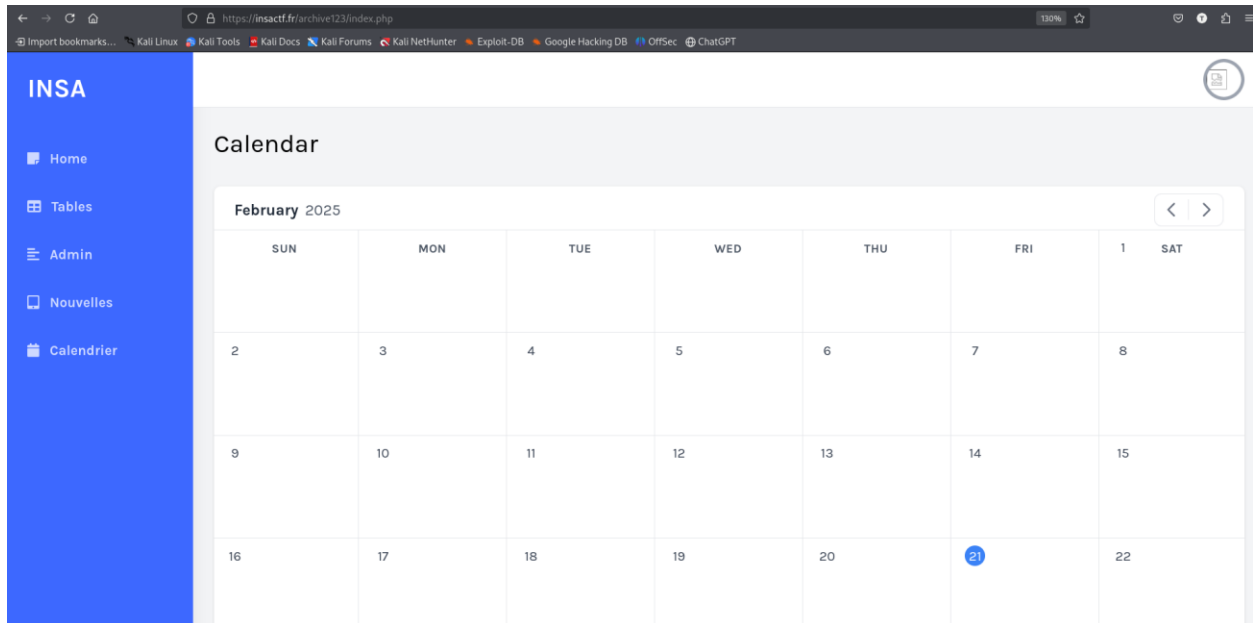 https://insactf.fr/archive123/index.php 130%
Import bookmarks... Kali Linux Kali Tools Kali Docs Kali Forums Kali NetHunter Exploit-DB Google Hacking DB OffSec ChatGPT
INSA
Home
Tables
Admin
Nouvelles
Calendrier
Calendar
February 2025
SUN MON TUE WED THU FRI 1 SAT
2 3 4 5 6 7 8
9 10 11 12 13 14 15
16 17 18 19 20 21 22